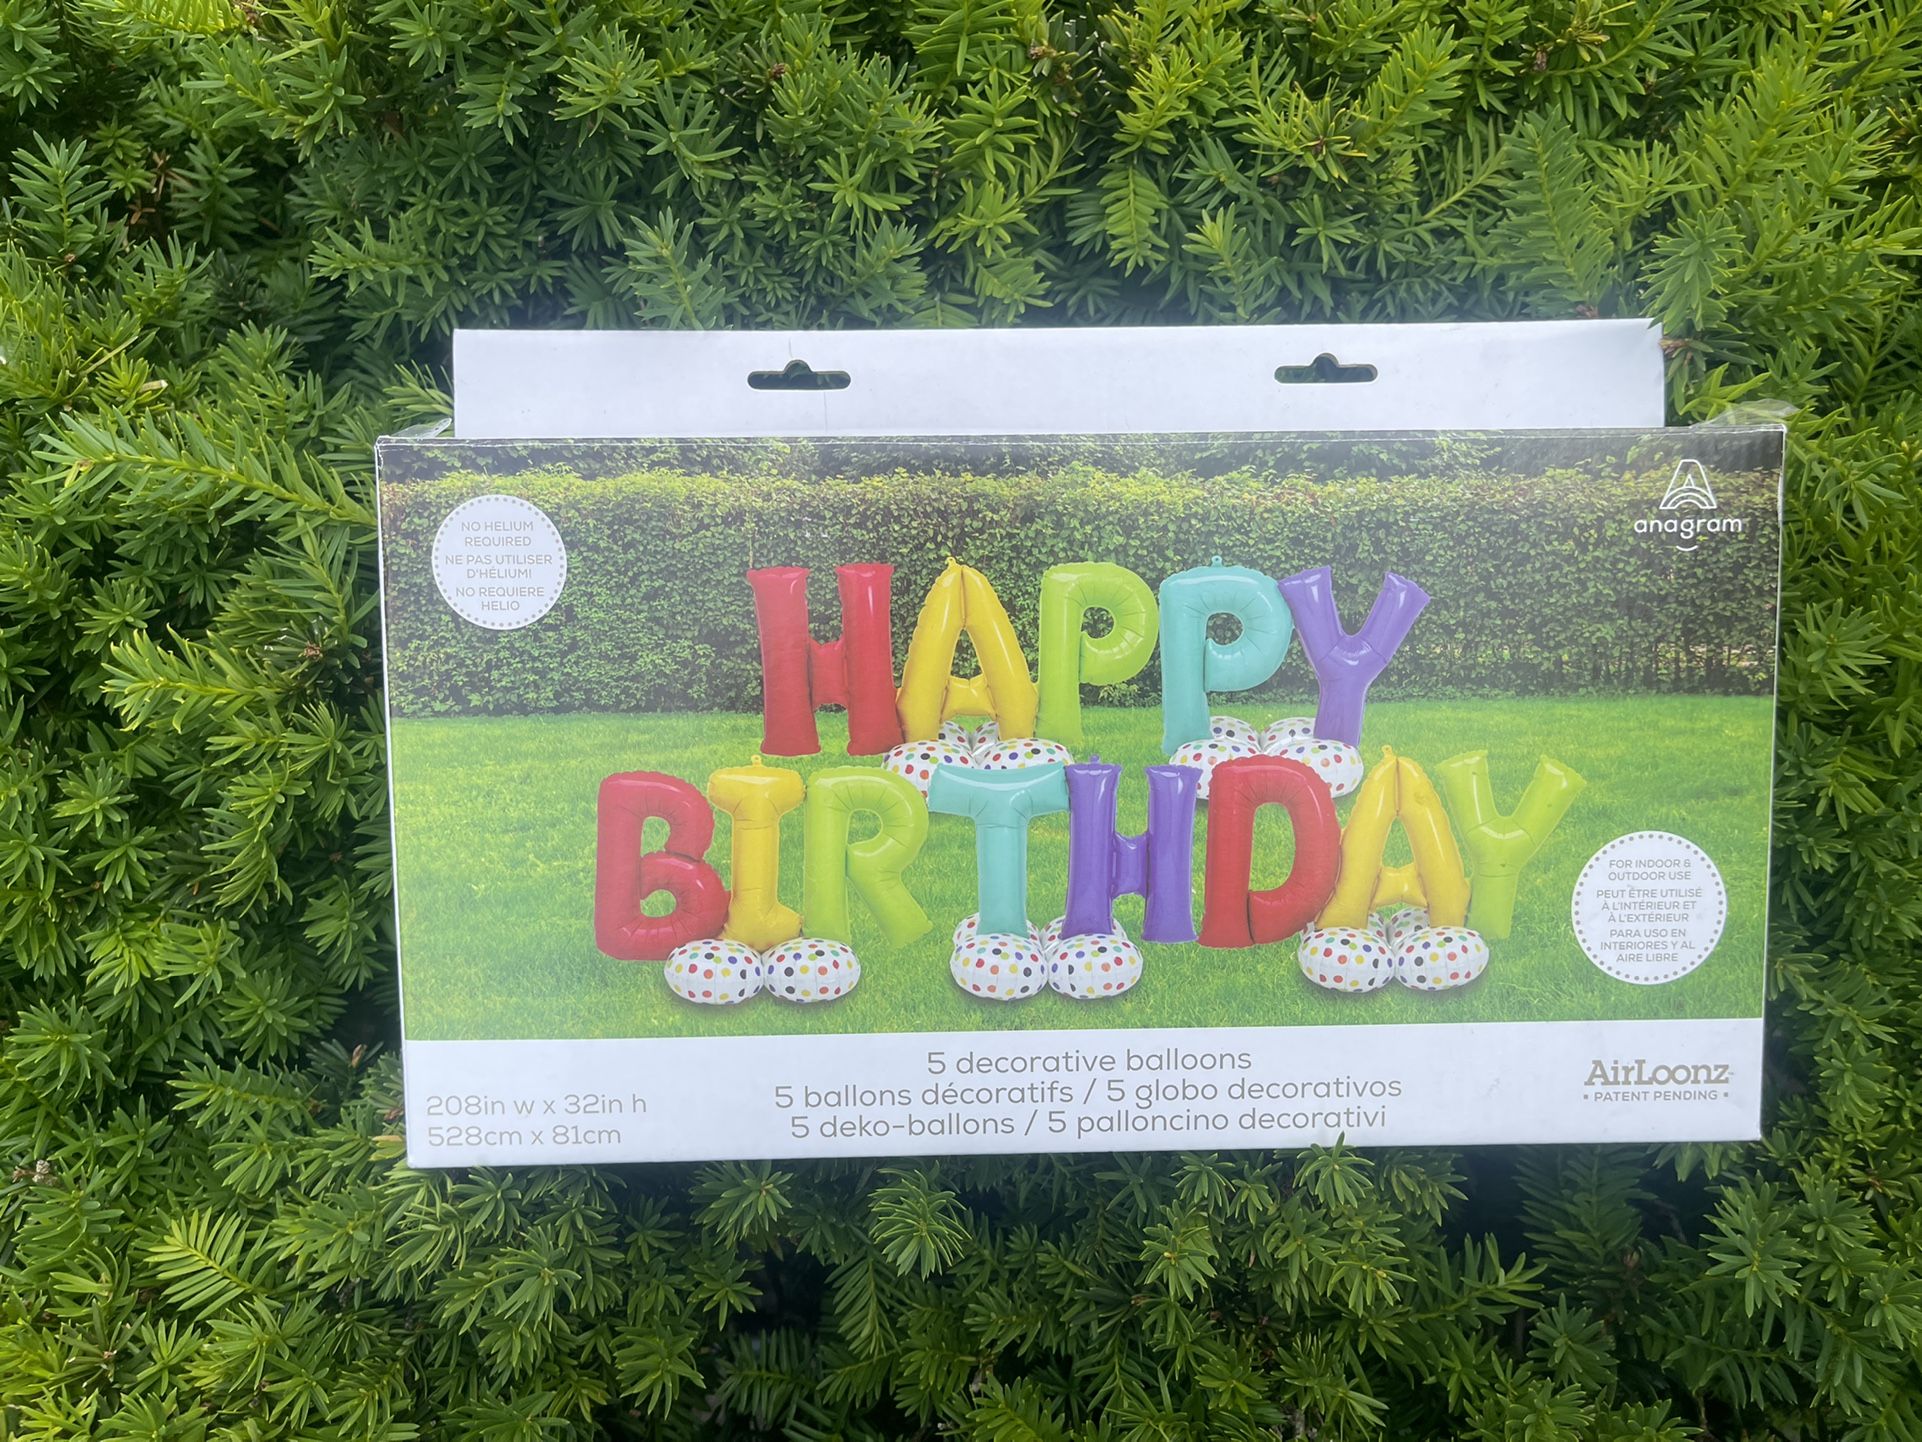 NO HELIUM
REQUIRED
NE PAS UTILISER
D'HÉLIUM!
NO REQUIERE
HELIO
anagram
HAPPY
BIRTHDAY
FOR INDOOR &
OUTDOOR USE
PEUT ÊTRE UTILISÉ
À L'INTÉRIEUR ET
À L'EXTÉRIEUR
PARA USO EN
INTERIORES Y AL
AIRE LIBRE
5 decorative balloons
5 ballons décoratifs / 5 globo decorativos
5 deko-ballons / 5 palloncino decorativi
208in w x 32in h
528cm x 81cm
AirLoonz
• PATENT PENDING •